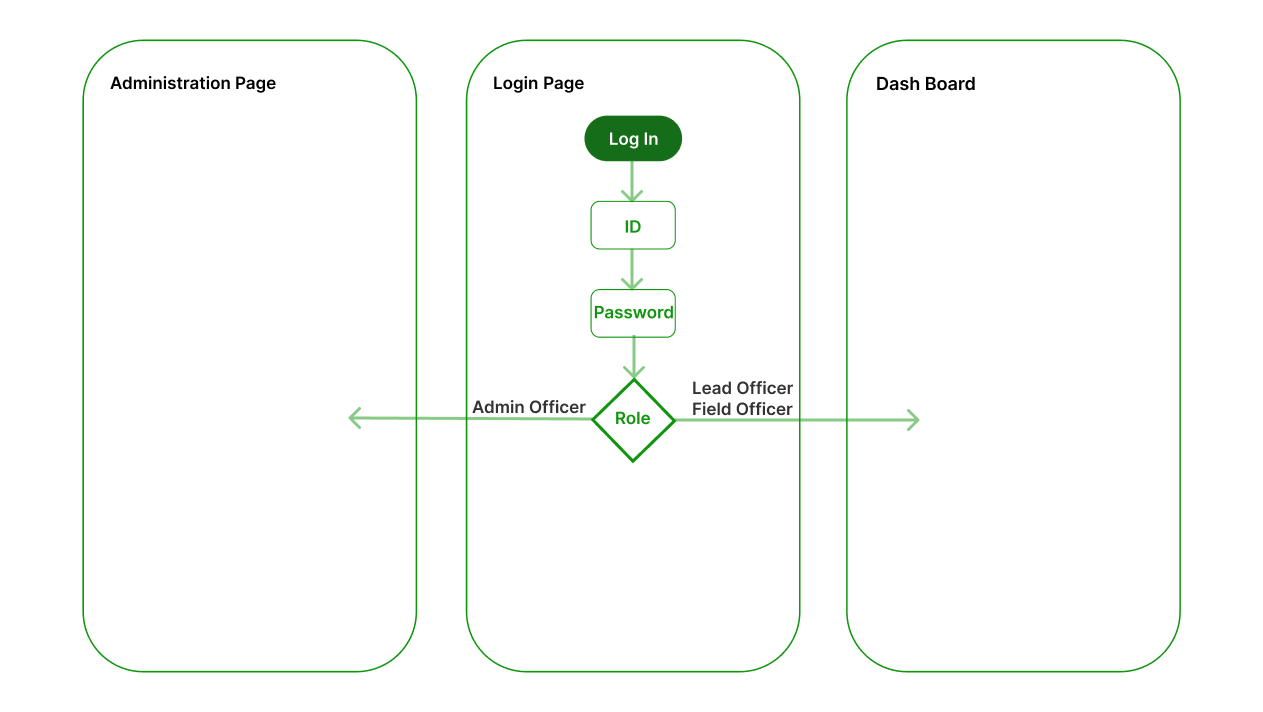 Administration Page
Login Page
Dash Board
Log In
ID
Password
Admin Officer
Role
Lead Officer
Field Officer